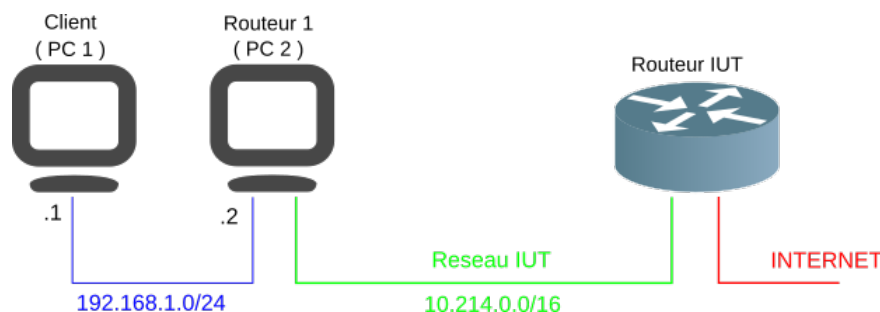 Client
( PC 1 )
Routeur 1
( PC 2 )
Routeur IUT
.1
.2
Reseau IUT
INTERNET
192.168.1.0/24
10.214.0.0/16